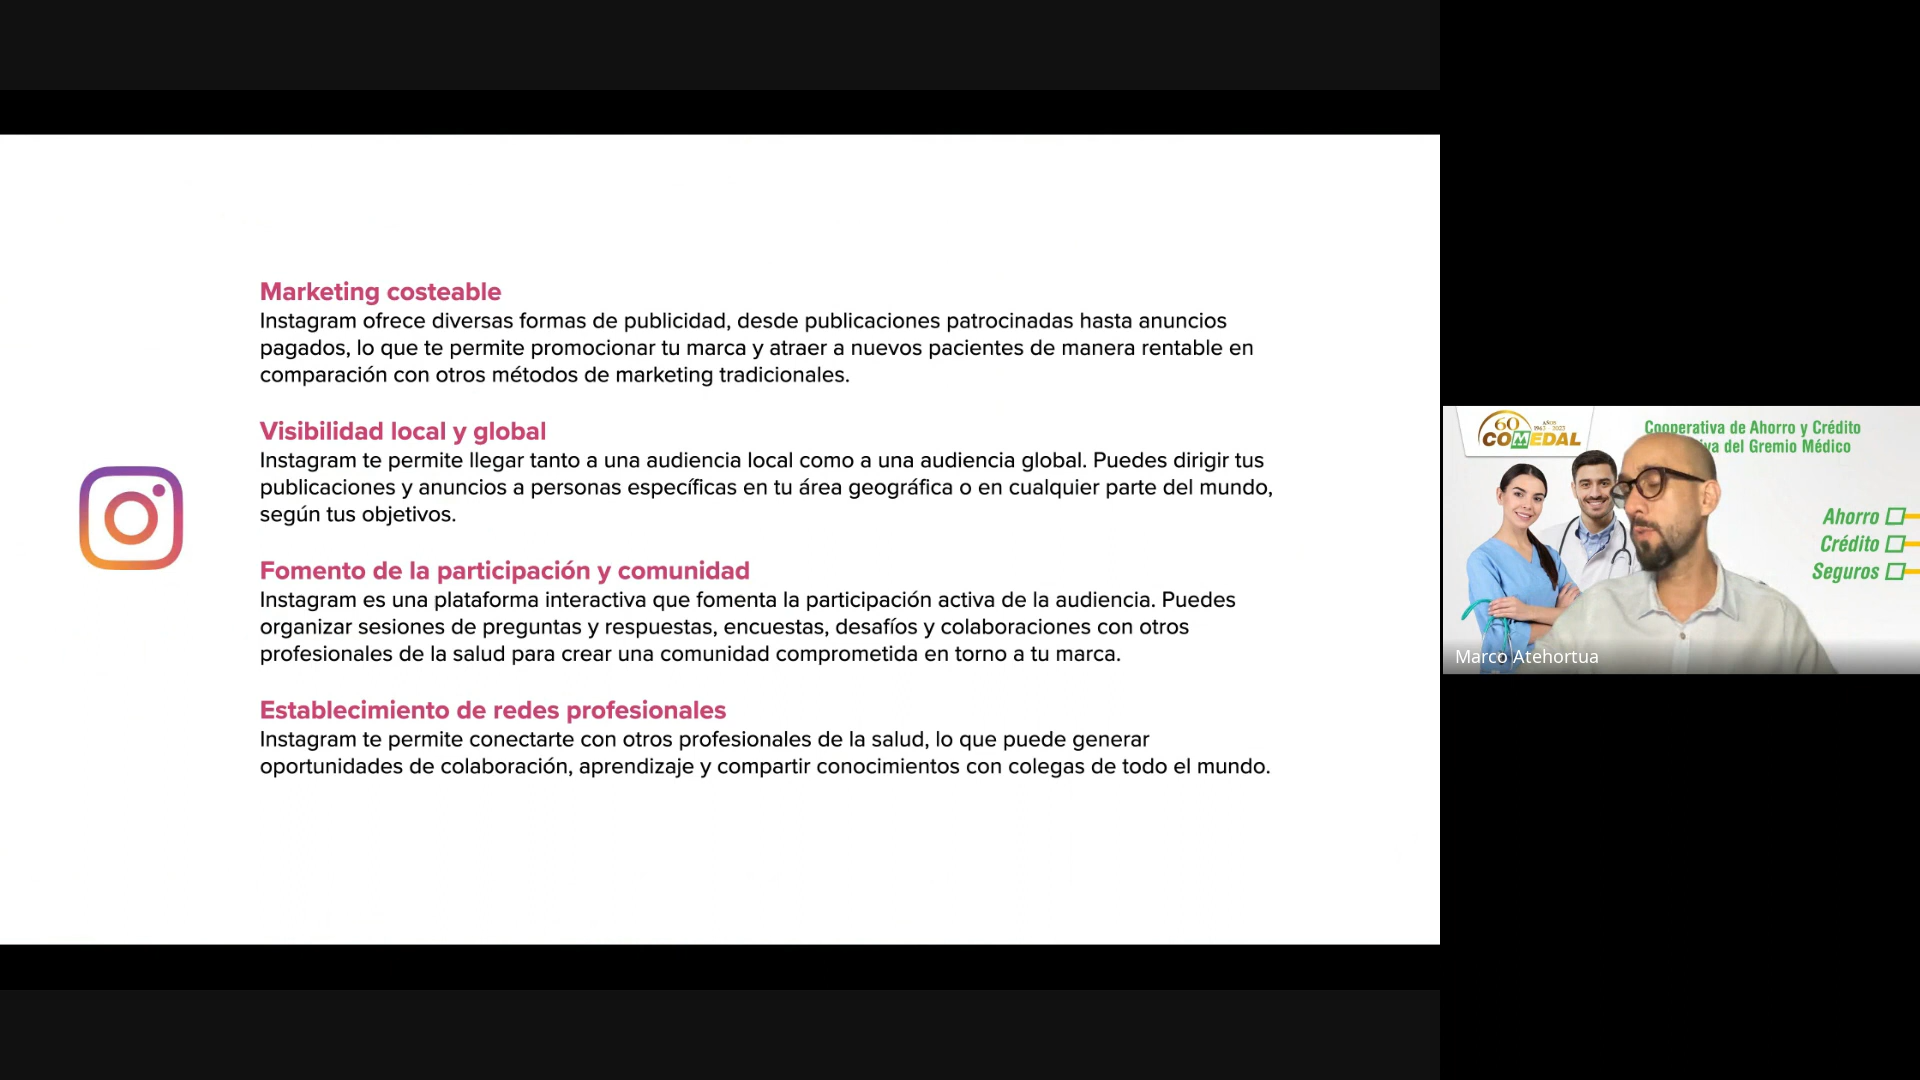 Marketing costeable
Instagram ofrece diversas formas de publicidad, desde publicaciones patrocinadas hasta anuncios
pagados, lo que te permite promocionar tu marca y atraer a nuevos pacientes de manera rentable en
comparación con otros métodos de marketing tradicionales.
Visibilidad local y global
Instagram te permite llegar tanto a una audiencia local como a una audiencia global. Puedes dirigir tus
publicaciones y anuncios a personas específicas en tu área geográfica o en cualquier parte del mundo,
según tus objetivos.
Fomento de la participación y comunidad
Instagram es una plataforma interactiva que fomenta la participación activa de la audiencia. Puedes
organizar sesiones de preguntas y respuestas, encuestas, desafíos y colaboraciones con otros
profesionales de la salud para crear una comunidad comprometida en torno a tu marca.
Establecimiento de redes profesionales
Instagram te permite conectarte con otros profesionales de la salud, lo que puede generar
oportunidades de colaboración, aprendizaje y compartir conocimientos con colegas de todo el mundo.
60 AÑOS
COMEDAL
Cooperativa de Ahorro y Crédito
del Gremio Médico
Ahorro
Crédito
Seguros
Marco Atehortua